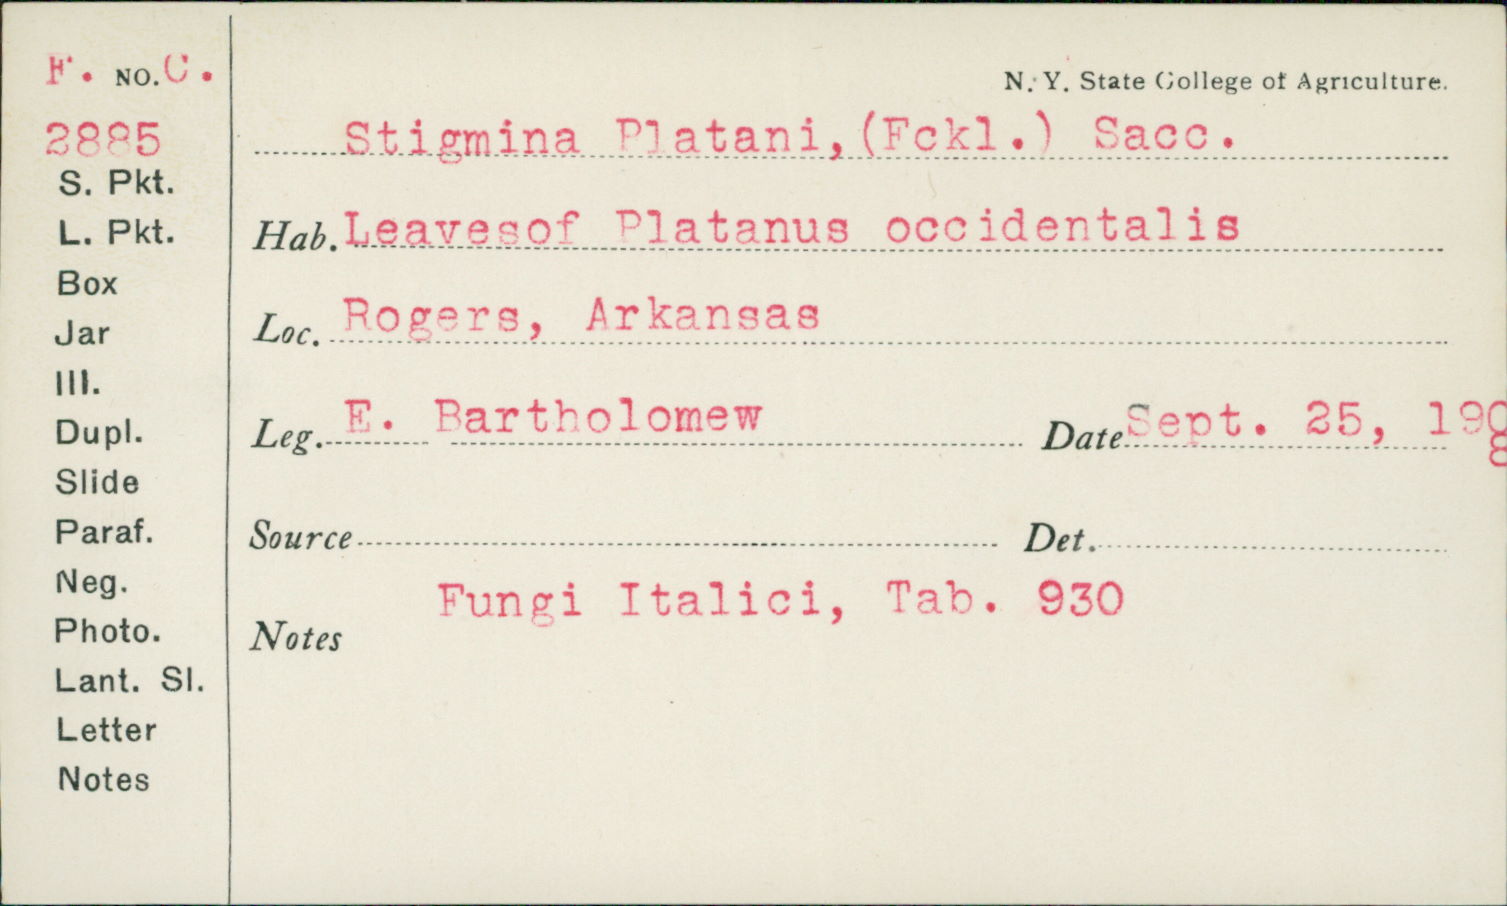 F. NO. C.
2885
S. Pkt.
L. Pkt.
Box
Jar
Ill.
Dupl.
Slide
Paraf.
Neg.
Photo.
Lant. Sl.
Letter
Notes
N. Y. State College of Agriculture.
Stigmina Platani,(Fckl.) Sacc.
Hab. Leavesof Platanus occidentalis
Loc. Rogers, Arkansas
Leg. E. Bartholomew Date Sept. 25,
Source Det.
Fungi Italici, Tab. 930
Notes